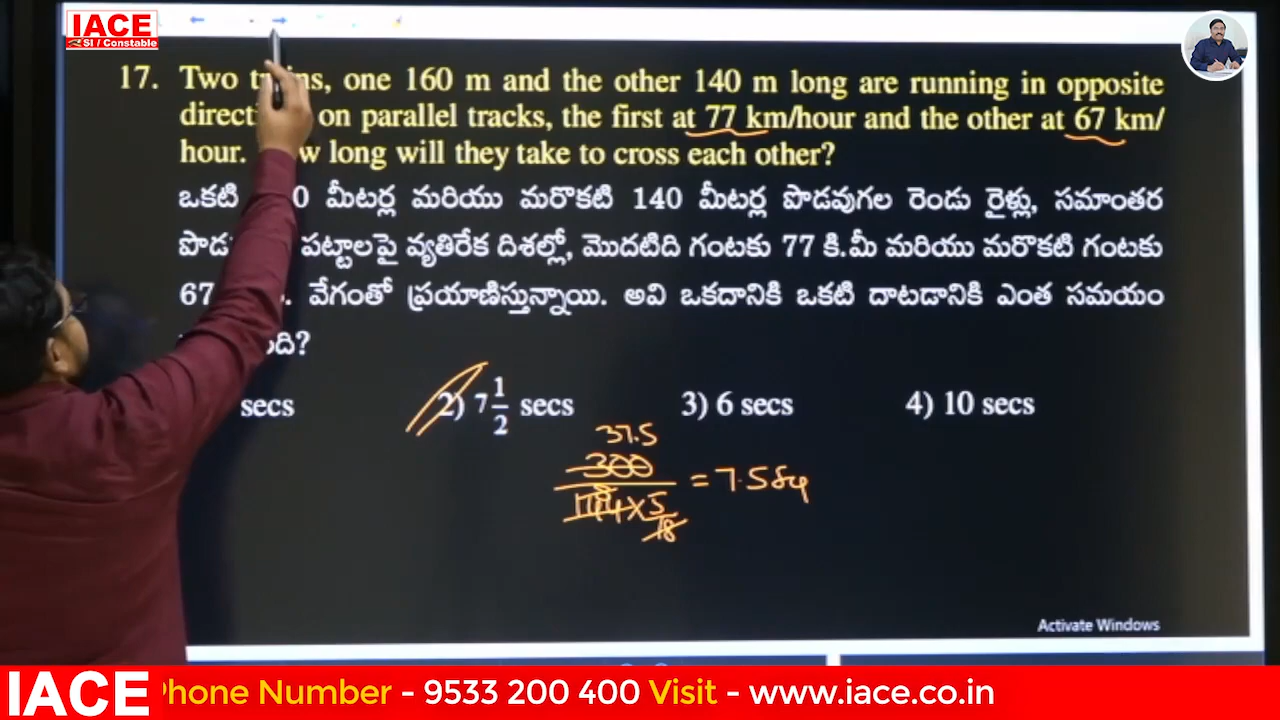 IACE
SI / Constable
17. Two trains, one 160 m and the other 140 m long are running in opposite
on parallel tracks, the first at 77 km/hour and the other at 67 km/
hour. long will they take to cross each other?
ఒకటి 0 మీటర్ల మరియు మరొకటి 140 మీటర్ల పొడవుగల రెండు రైళ్లు, సమాంతర
పట్టాలపై వ్యతిరేక దిశల్లో, మొదటిది గంటకు 77 కి.మీ మరియు మరొకటి గంటకు
67 వేగంతో ప్రయాణిస్తున్నాయి. అవి ఒకదానికి ఒకటి దాటడానికి ఎంత సమయం
secs 2) 7 1/2 secs 3) 6 secs 4) 10 secs
37.5
300
144 × 5/18 = 7.5
Activate Windows
IACE Phone Number - 9533 200 400 Visit - www.iace.co.in